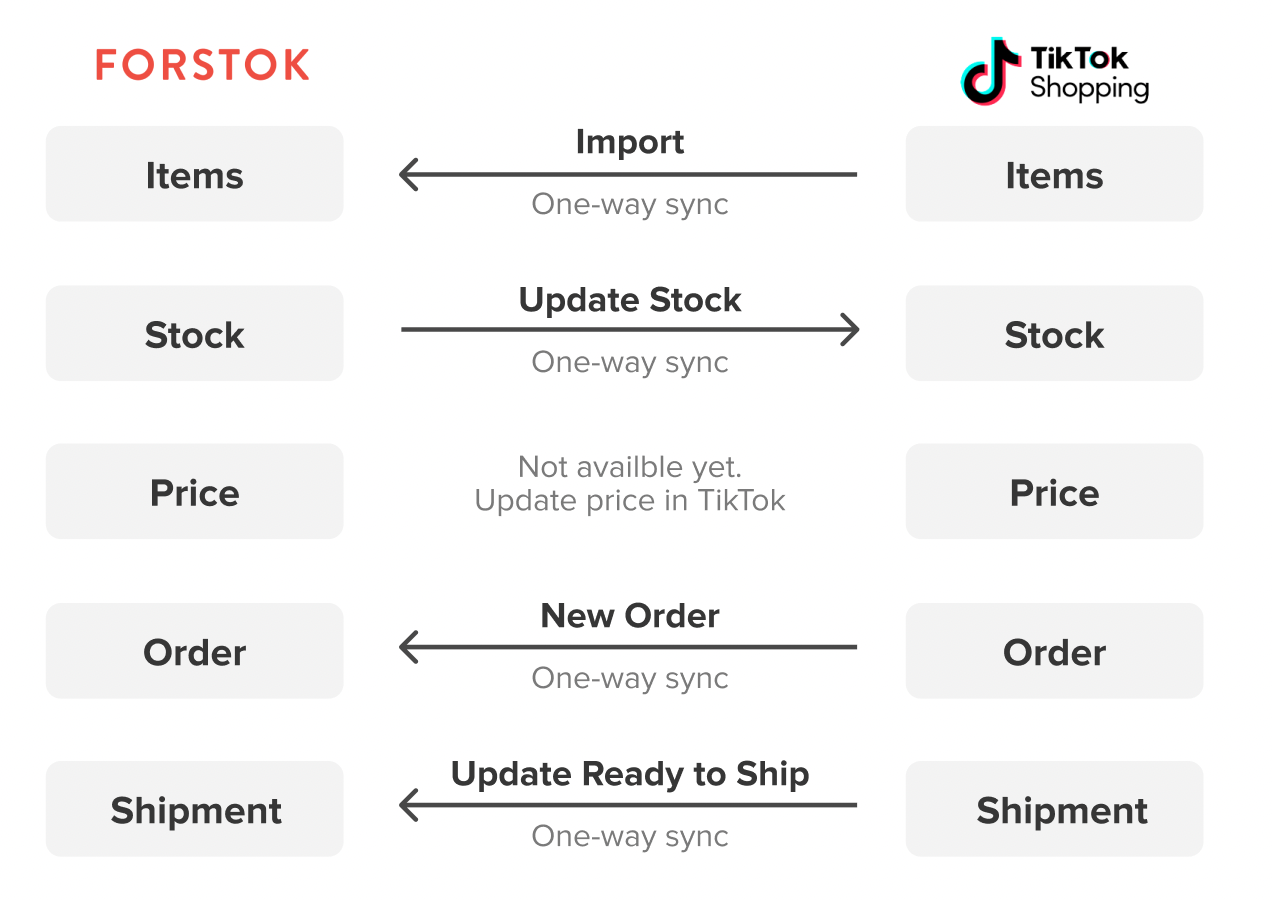 FORSTOK
TikTok
Shopping
Items
Import
One-way sync
Items
Stock
Update Stock
One-way sync
Stock
Price
Not availble yet.
Update price in TikTok
Price
Order
New Order
One-way sync
Order
Shipment
Update Ready to Ship
One-way sync
Shipment